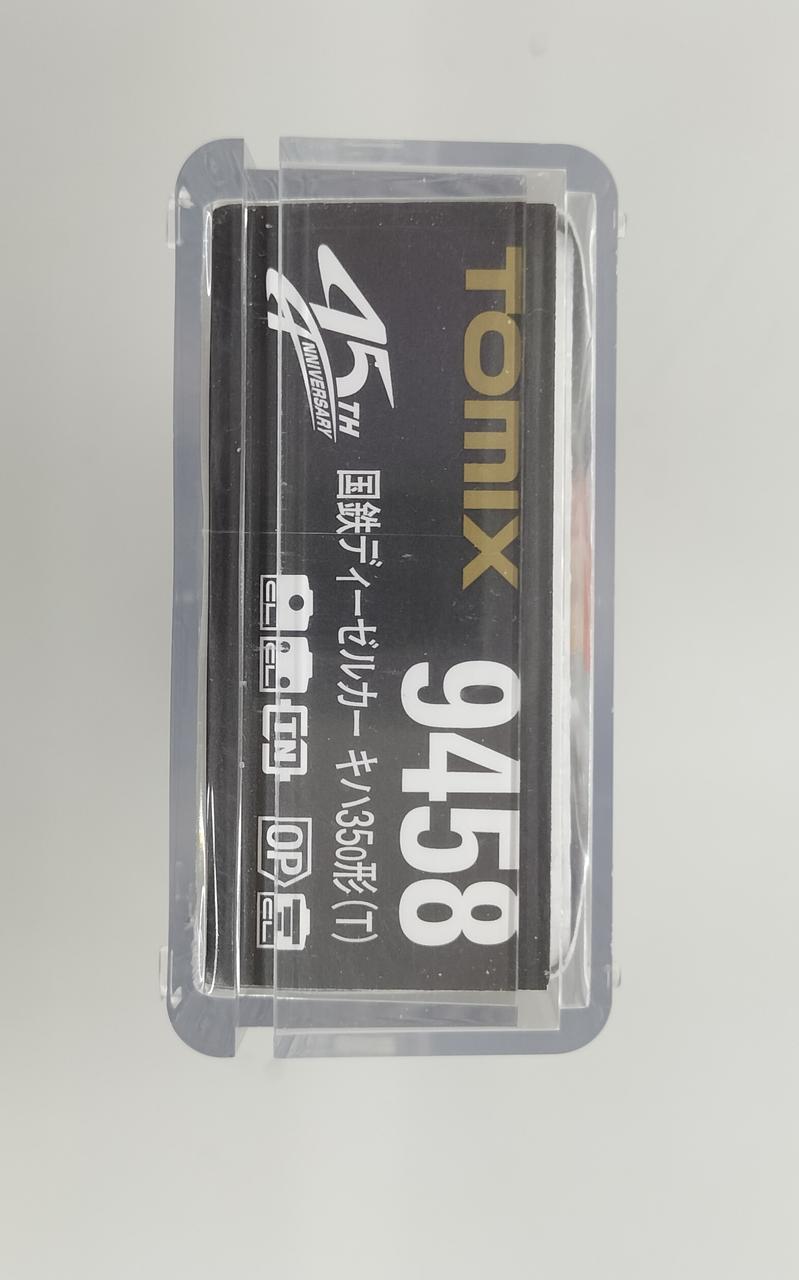 TOMIX
9458
45TH
ANNIVERSARY
国鉄ディーゼルカー キハ350形(T)
CL CL TN OP CL